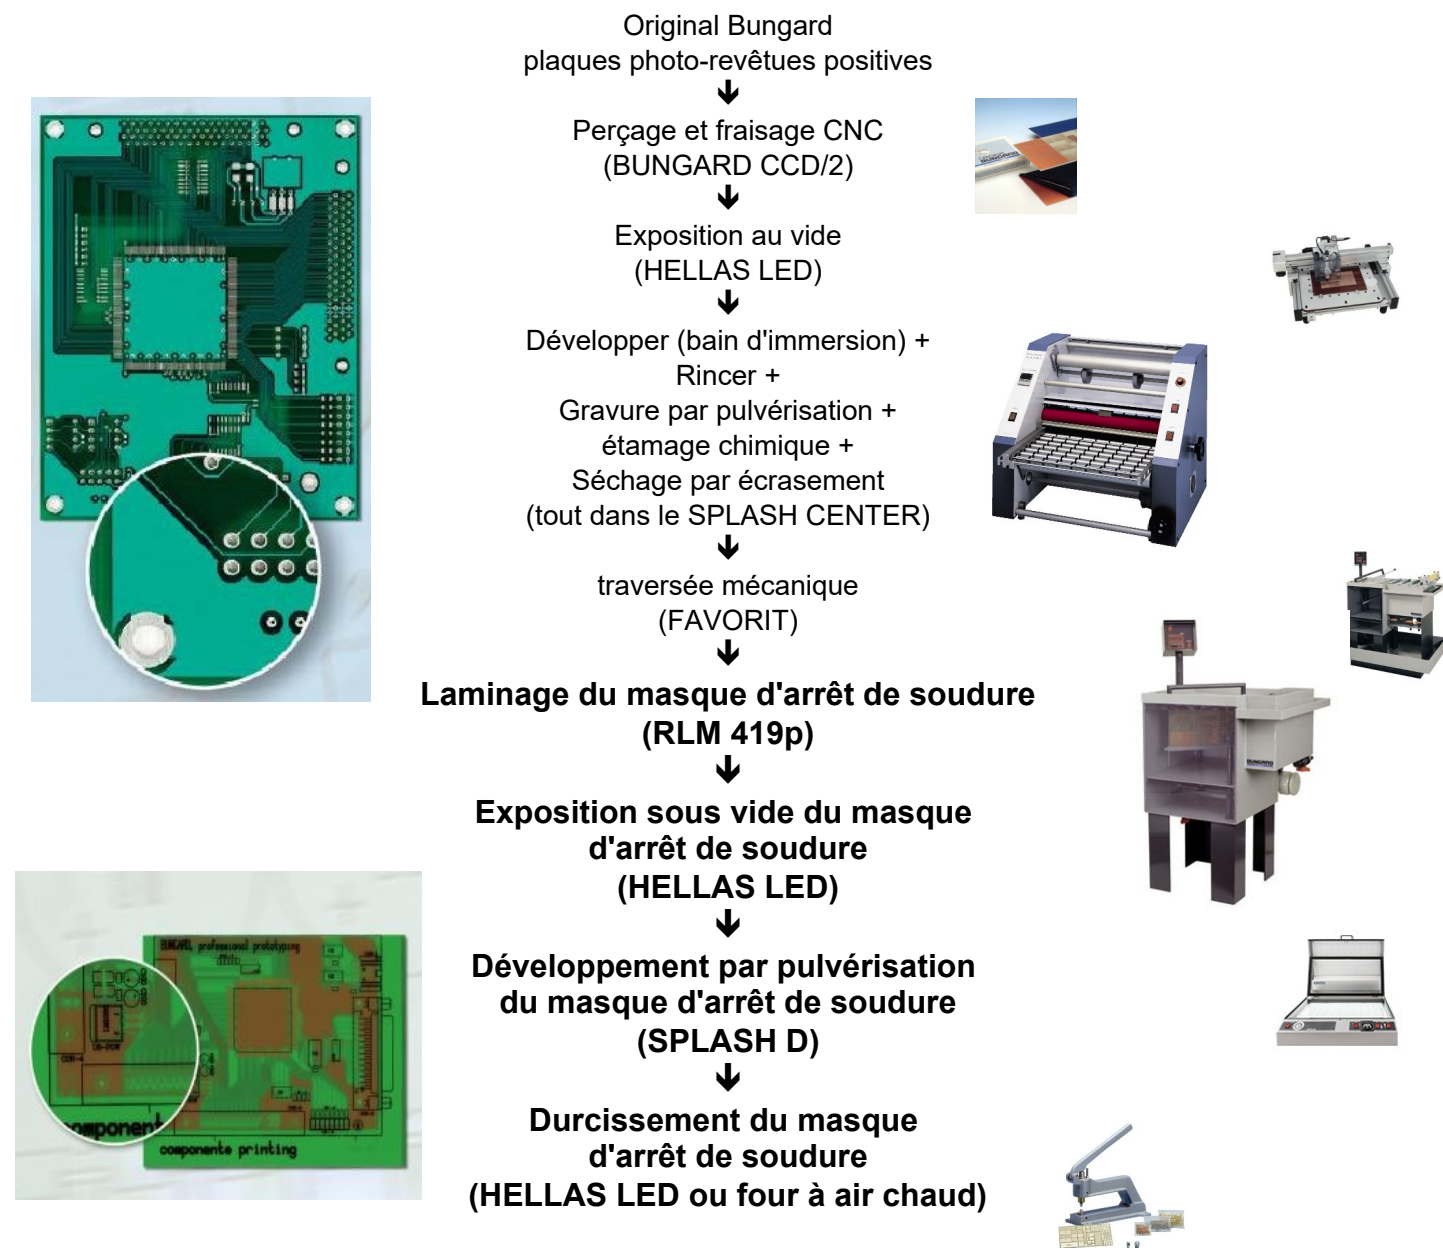 Original Bungard
plaques photo-revêtues positives
Perçage et fraisage CNC
(BUNGARD CCD/2)
Exposition au vide
(HELLAS LED)
Développer (bain d'immersion) +
Rincer +
Gravure par pulvérisation +
étamage chimique +
Séchage par écrasement
(tout dans le SPLASH CENTER)
traversée mécanique
(FAVORIT)
Laminage du masque d'arrêt de soudure
(RLM 419p)
Exposition sous vide du masque
d'arrêt de soudure
(HELLAS LED)
Développement par pulvérisation
du masque d'arrêt de soudure
(SPLASH D)
Durcissement du masque
d'arrêt de soudure
(HELLAS LED ou four à air chaud)
BUNGARD
BUNGARD
BUNGARD, professional prototyping
component
componente printing